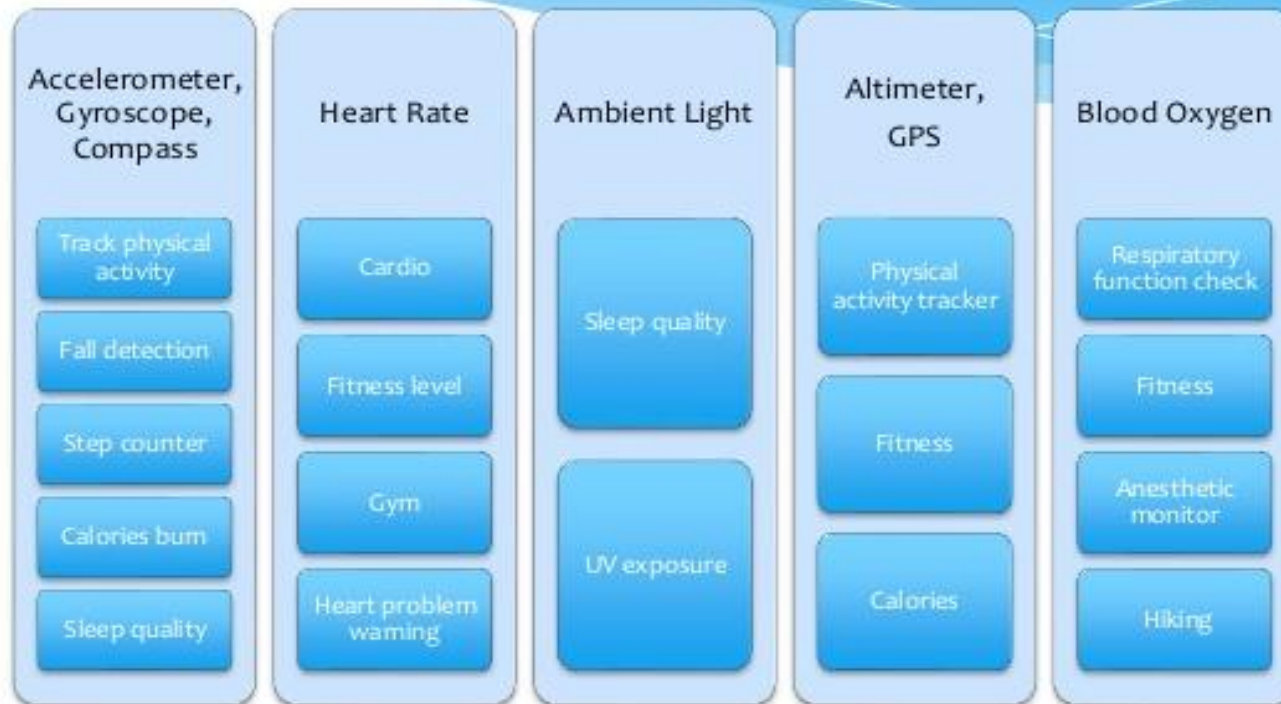 Accelerometer,
Gyroscope,
Compass
Track physical
activity
Fall detection
Step counter
Calories burn
Sleep quality
Heart Rate
Cardio
Fitness level
Gym
Heart problem
warning
Ambient Light
Sleep quality
UV exposure
Altimeter,
GPS
Physical
activity tracker
Fitness
Calories
Blood Oxygen
Respiratory
function check
Fitness
Anesthetic
monitor
Hiking